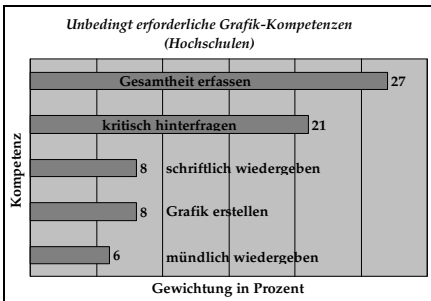 Unbedingt erforderliche Grafik-Kompetenzen
(Hochschulen)
Kompetenz
Gesamtheit erfassen 27
kritisch hinterfragen 21
8 schriftlich wiedergeben
8 Grafik erstellen
6 mündlich wiedergeben
Gewichtung in Prozent